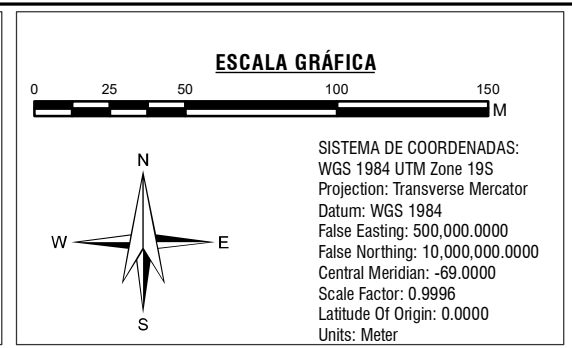 ESCALA GRÁFICA
0 25 50 100 150
M
N
W E
S
SISTEMA DE COORDENADAS:
WGS 1984 UTM Zone 19S
Projection: Transverse Mercator
Datum: WGS 1984
False Easting: 500,000.0000
False Northing: 10,000,000.0000
Central Meridian: -69.0000
Scale Factor: 0.9996
Latitude Of Origin: 0.0000
Units: Meter